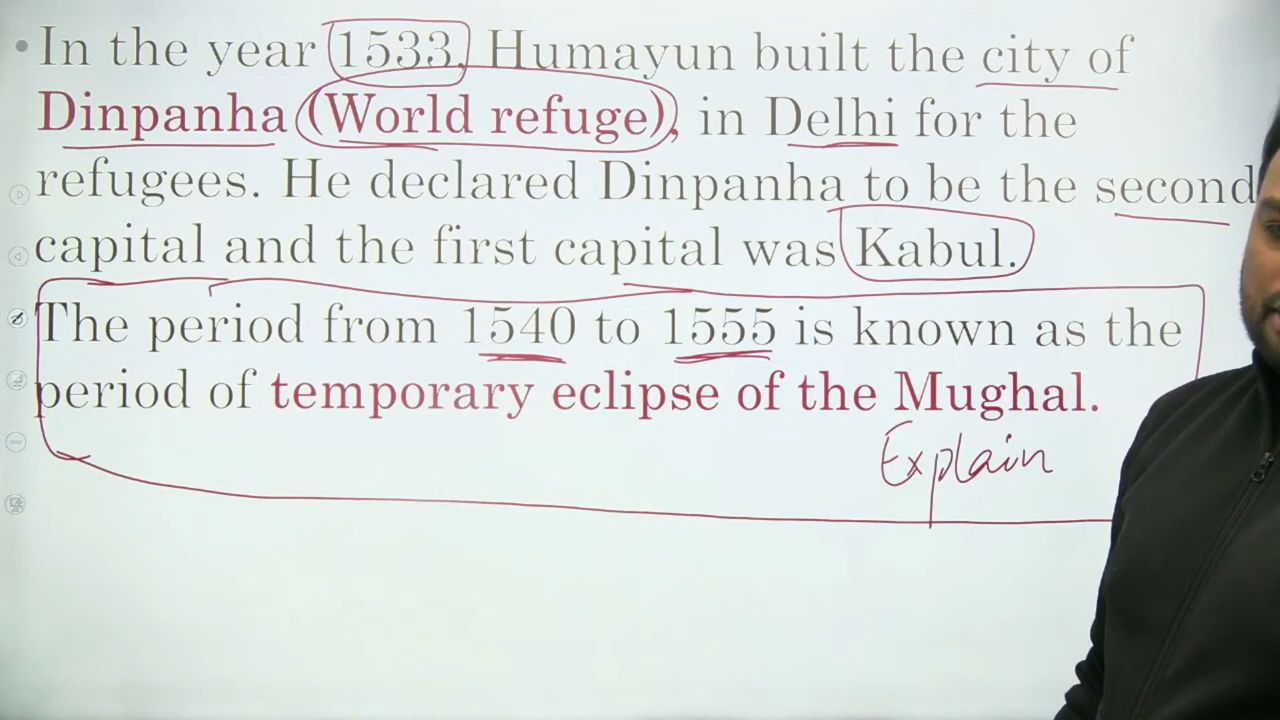 • In the year 1533, Humayun built the city of
Dinpanha (World refuge), in Delhi for the
refugees. He declared Dinpanha to be the second
capital and the first capital was Kabul.
The period from 1540 to 1555 is known as the
period of temporary eclipse of the Mughal.
Explain